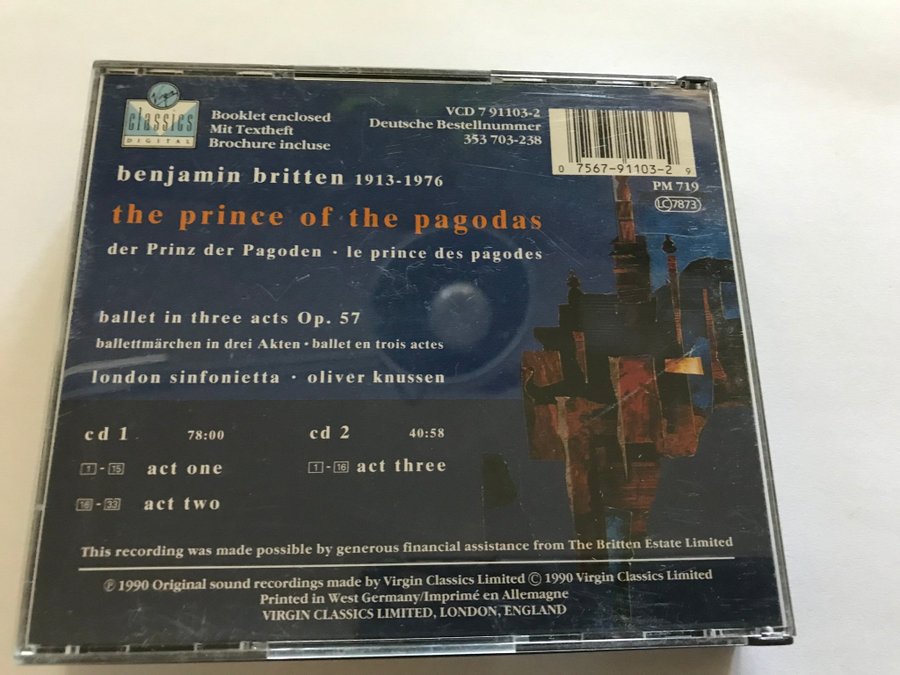 Virgin
classics
DIGITAL
Booklet enclosed
Mit Textheft
Brochure incluse
VCD 7 91103-2
Deutsche Bestellnummer
353 703-238
0 7567-91103-2 9
PM 719
LC 7873
benjamin britten 1913-1976
the prince of the pagodas
der Prinz der Pagoden · le prince des pagodes
ballet in three acts Op. 57
ballettmärchen in drei Akten · ballet en trois actes
london sinfonietta · oliver knussen
cd 1 78:00
1 - 15 act one
16 - 33 act two
cd 2 40:58
1 - 16 act three
This recording was made possible by generous financial assistance from The Britten Estate Limited
℗ 1990 Original sound recordings made by Virgin Classics Limited © 1990 Virgin Classics Limited
Printed in West Germany/Imprimé en Allemagne
VIRGIN CLASSICS LIMITED, LONDON, ENGLAND